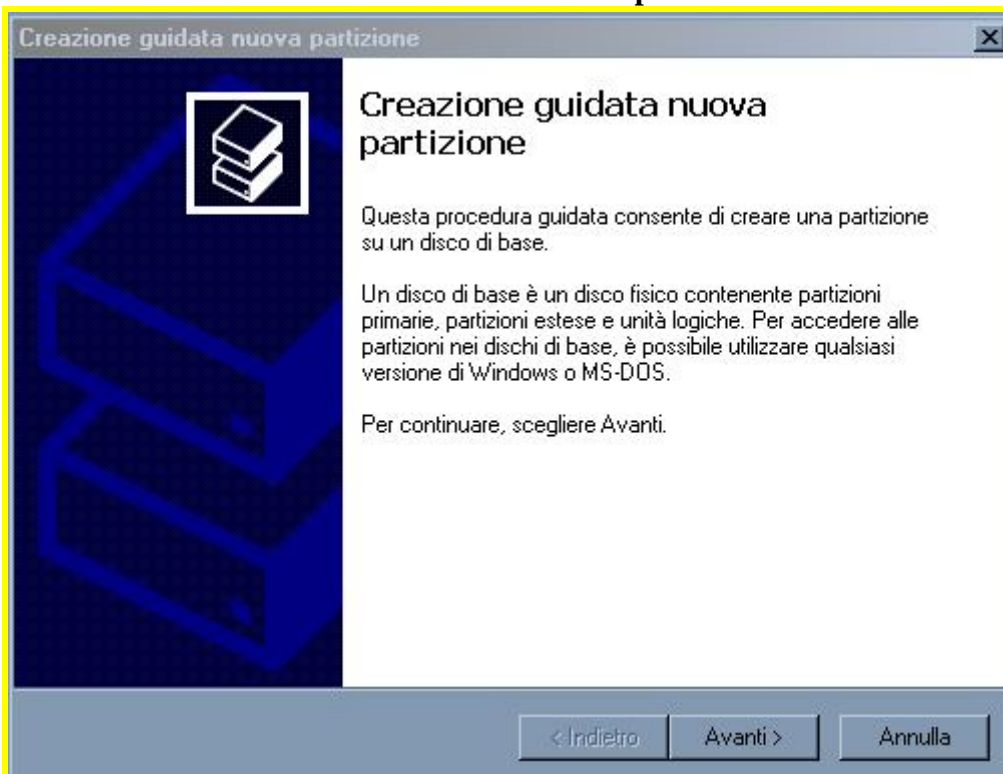 Creazione guidata nuova partizione
Creazione guidata nuova
partizione
Questa procedura guidata consente di creare una partizione
su un disco di base.
Un disco di base è un disco fisico contenente partizioni
primarie, partizioni estese e unità logiche. Per accedere alle
partizioni nei dischi di base, è possibile utilizzare qualsiasi
versione di Windows o MS-DOS.
Per continuare, scegliere Avanti.
< Indietro Avanti > Annulla